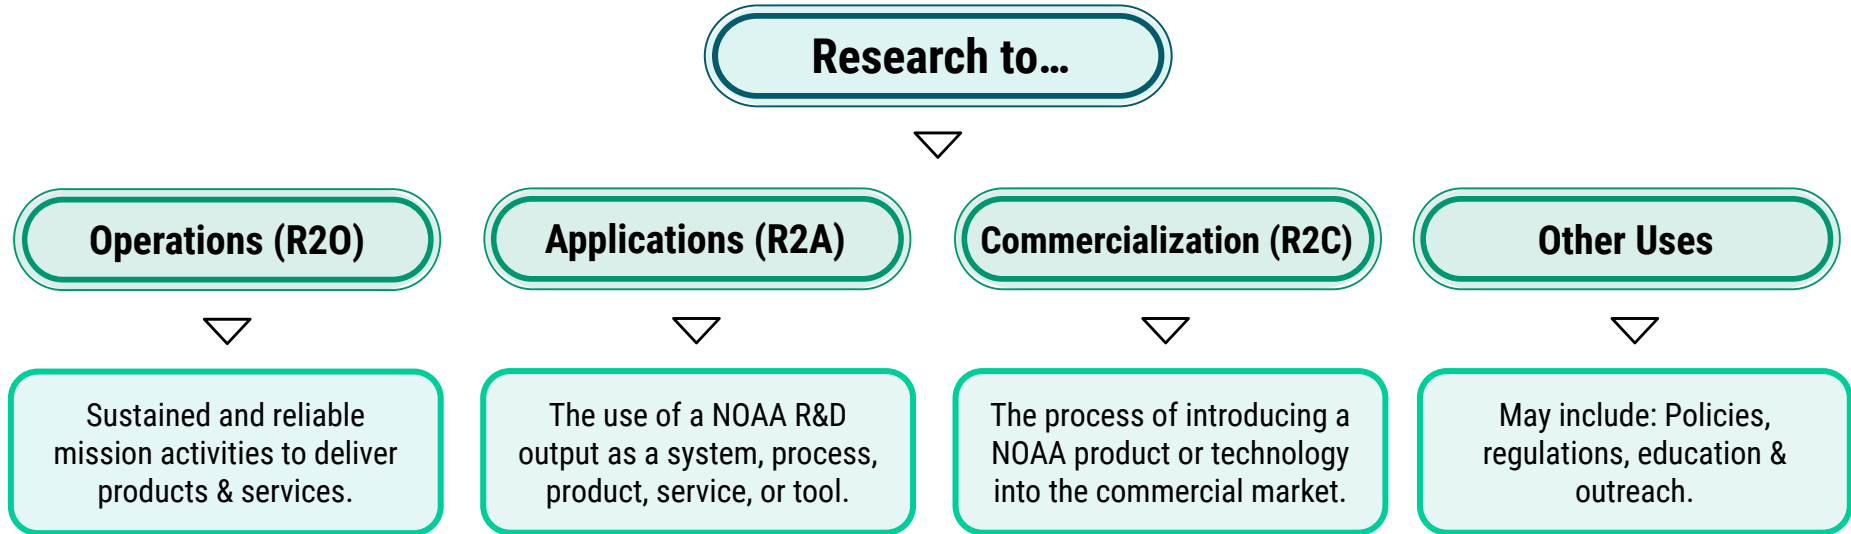 Research to…
Operations (R2O)
Applications (R2A)
Commercialization (R2C)
Other Uses
Sustained and reliable
mission activities to deliver
products & services.
The use of a NOAA R&D
output as a system, process,
product, service, or tool.
The process of introducing a
NOAA product or technology
into the commercial market.
May include: Policies,
regulations, education &
outreach.